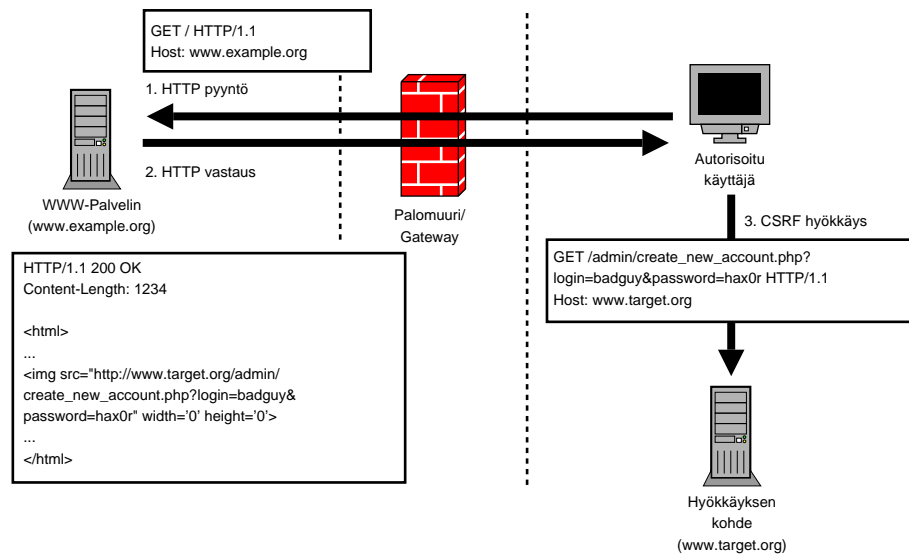 GET / HTTP/1.1
Host: www.example.org
1. HTTP pyyntö
2. HTTP vastaus
WWW-Palvelin
(www.example.org)
Palomuuri/
Gateway
Autorisoitu
käyttäjä
3. CSRF hyökkäys
GET /admin/create_new_account.php?
login=badguy&password=hax0r HTTP/1.1
Host: www.target.org
HTTP/1.1 200 OK
Content-Length: 1234
<html>
...
<img src="http://www.target.org/admin/
create_new_account.php?login=badguy&
password=hax0r" width='0' height='0'>
...
</html>
Hyökkäyksen
kohde
(www.target.org)